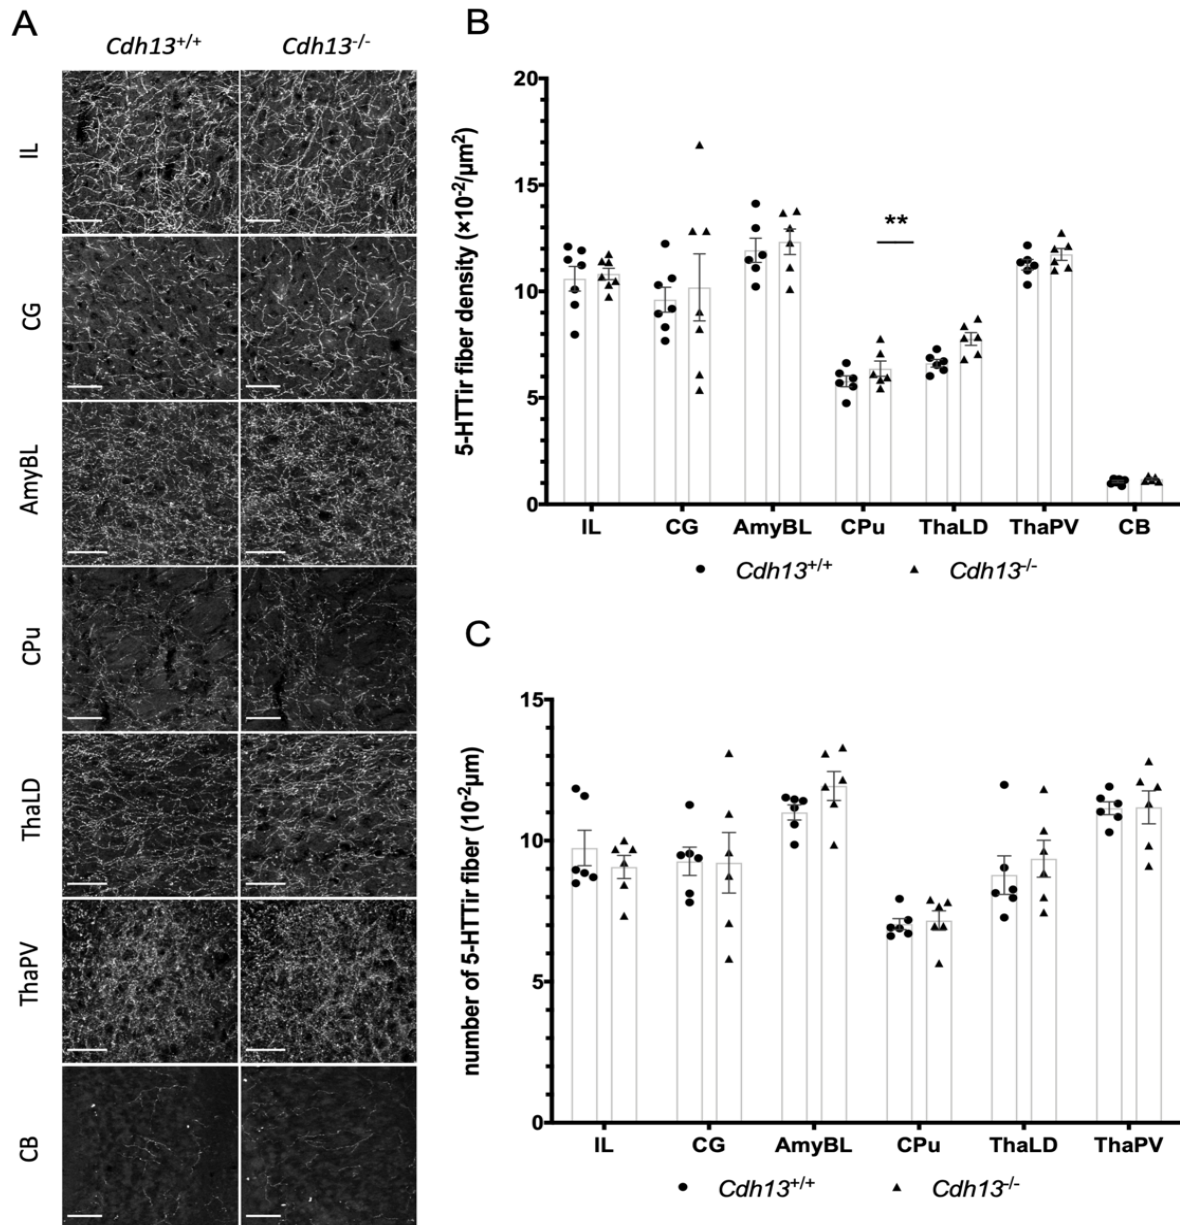 A
Cdh13+/+ Cdh13-/-
IL
CG
AmyBL
CPu
ThaLD
ThaPV
CB
B
5-HTTir fiber density (×10-2/µm2)
20
15
10
5
0
**
IL CG AmyBL CPu ThaLD ThaPV CB
Cdh13+/+ Cdh13-/-
C
number of 5-HTTir fiber (10-2µm)
15
10
5
0
IL CG AmyBL CPu ThaLD ThaPV
Cdh13+/+ Cdh13-/-